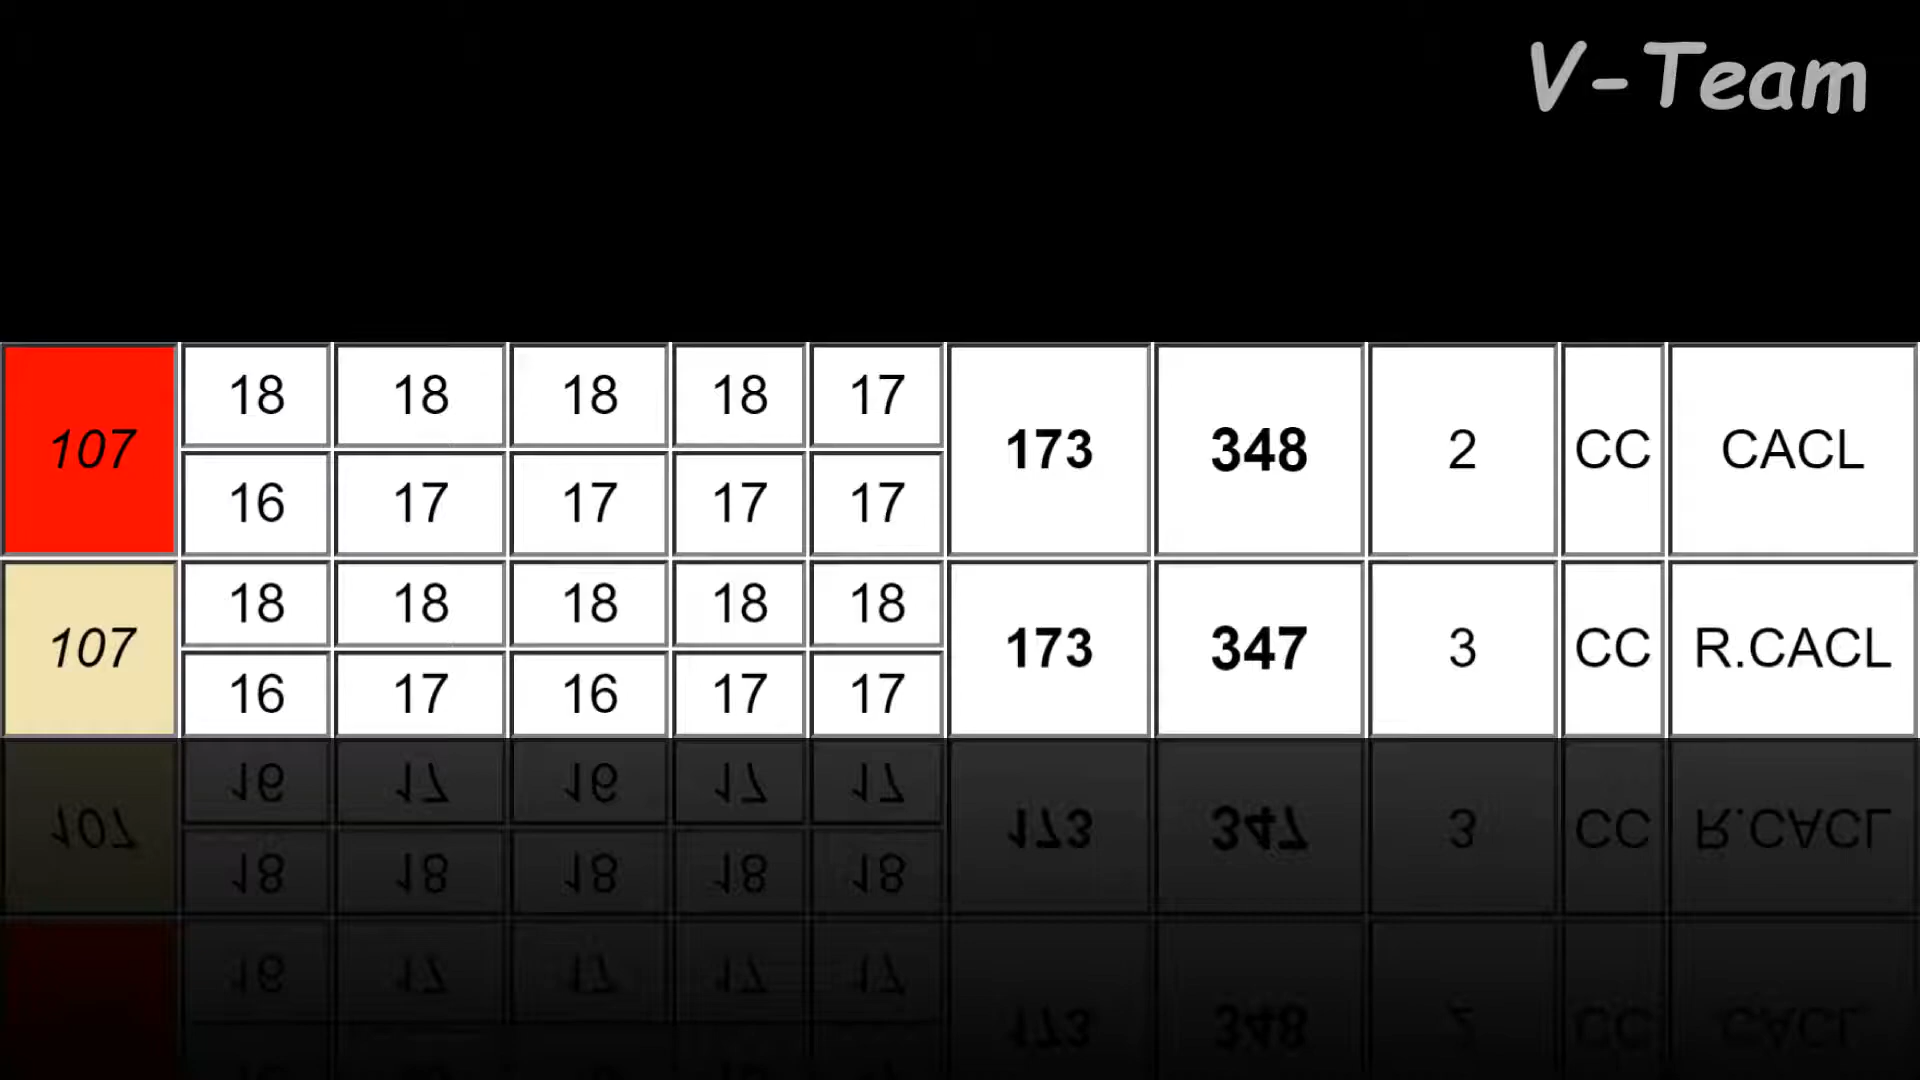 V-Team
18 18 18 18 17
107 173 348 2 CC CACL
16 17 17 17 17
18 18 18 18 18
107 173 347 3 CC R.CACL
16 17 16 17 17